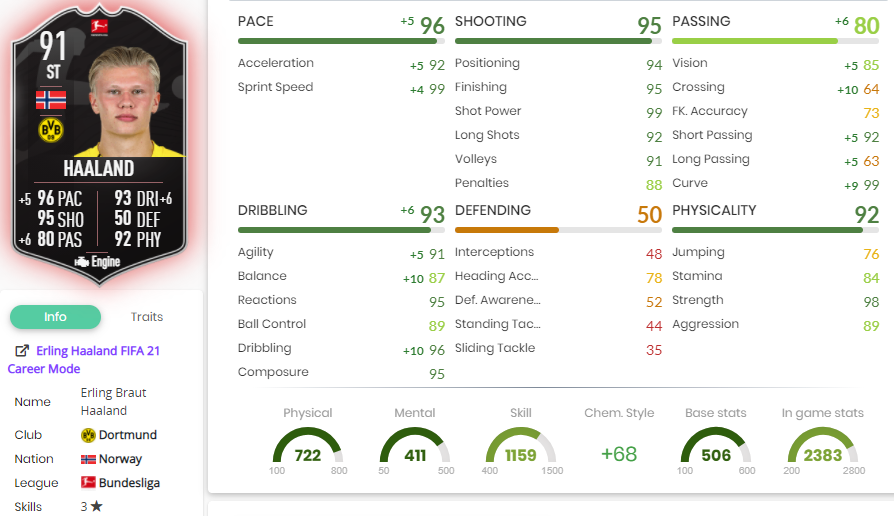 91
ST
HAALAND
+5 96 PAC 93 DRI +6
95 SHO 50 DEF
+6 80 PAS 92 PHY
Engine
Info Traits
Erling Haaland FIFA 21
Career Mode
Name Erling Braut
Haaland
Club Dortmund
Nation Norway
League Bundesliga
Skills 3 ★
PACE +5 96
Acceleration +5 92
Sprint Speed +4 99
SHOOTING 95
Positioning 94
Finishing 95
Shot Power 99
Long Shots 92
Volleys 91
Penalties 88
PASSING +6 80
Vision +5 85
Crossing +10 64
FK. Accuracy 73
Short Passing +5 92
Long Passing +5 63
Curve +9 99
DRIBBLING +6 93
Agility +5 91
Balance +10 87
Reactions 95
Ball Control 89
Dribbling +10 96
Composure 95
DEFENDING 50
Interceptions 48
Heading Acc... 78
Def. Awarene... 52
Standing Tac... 44
Sliding Tackle 35
PHYSICALITY 92
Jumping 76
Stamina 84
Strength 98
Aggression 89
Physical Mental Skill Chem. Style Base stats In game stats
722 411 1159 +68 506 2383
100 800 50 500 400 1500 100 600 200 2800